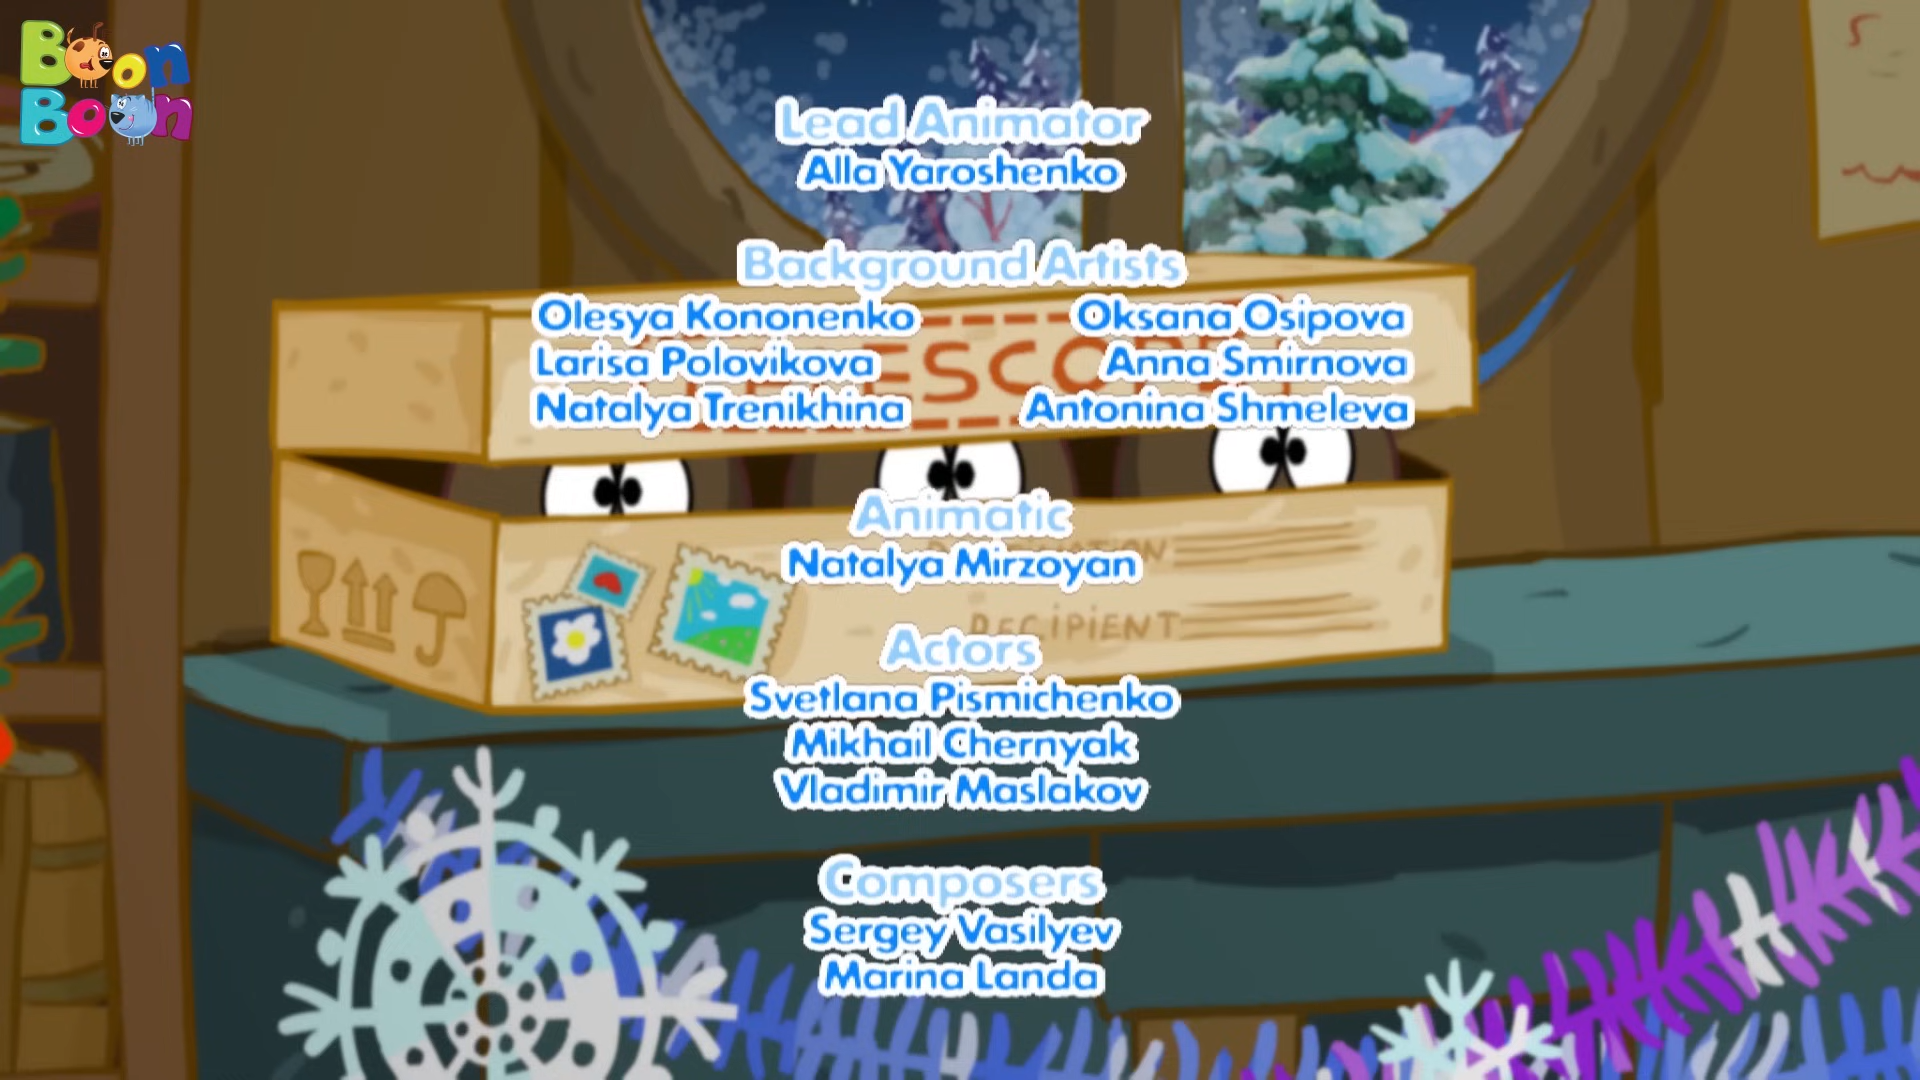 Boon
Boon
Lead Animator
Alla Yaroshenko
Background Artists
Olesya Kononenko Oksana Osipova
Larisa Polovikova Anna Smirnova
Natalya Trenikhina Antonina Shmeleva
Animatic
Natalya Mirzoyan
RECIPIENT
Actors
Svetlana Pismichenko
Mikhail Chernyak
Vladimir Maslakov
Composers
Sergey Vasilyev
Marina Landa